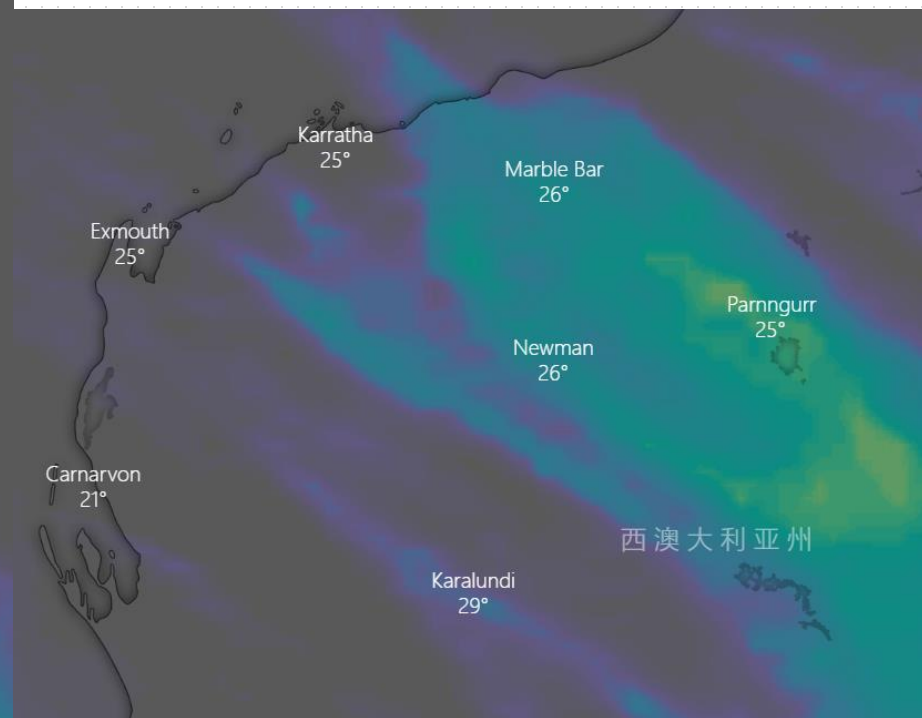 Karratha
25°
Marble Bar
26°
Exmouth
25°
Parnngurr
25°
Newman
26°
Carnarvon
21°
西澳大利亚州
Karalundi
29°